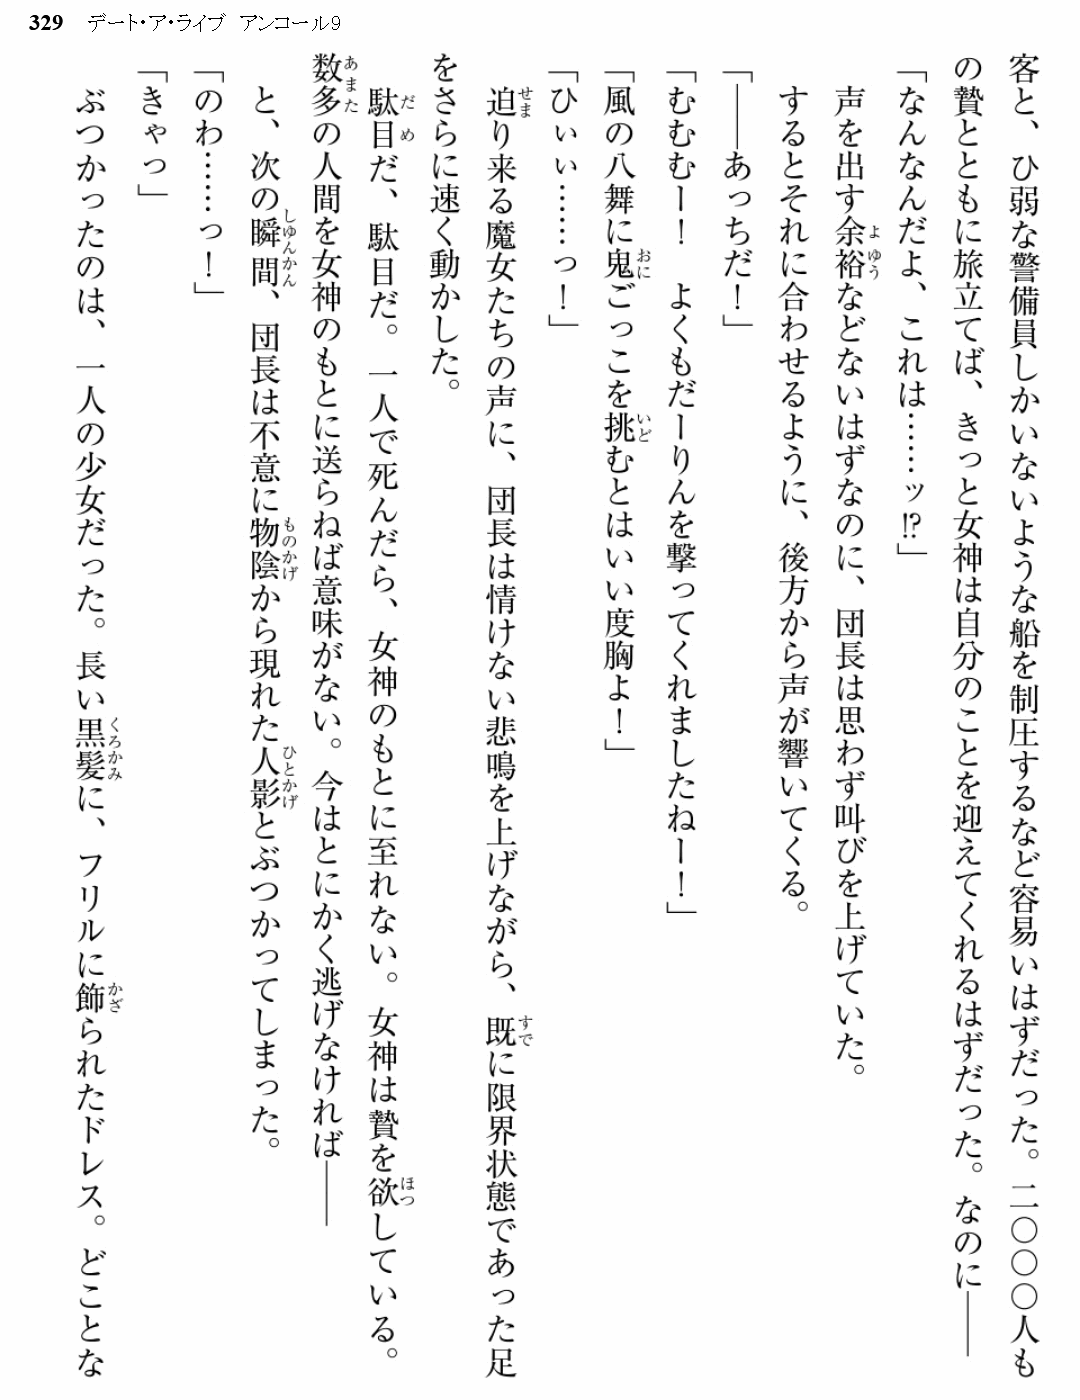 329 デート・ア・ライブ アンコール9
客と、ひ弱な警備員しかいないような船を制圧するなど容易いはずだった。二〇〇〇人も
の贄とともに旅立てば、きっと女神は自分のことを迎えてくれるはずだった。なのに――
「なんなんだよ、これは……ッ!?」
声を出す余裕などないはずなのに、団長は思わず叫びを上げていた。
するとそれに合わせるように、後方から声が響いてくる。
「――あっちだ！」
「むむむー！　よくもだーりんを撃ってくれましたねー！」
「風の八舞に鬼ごっこを挑むとはいい度胸よ！」
「ひぃぃ……っ！」
迫り来る魔女たちの声に、団長は情けない悲鳴を上げながら、既に限界状態であった足
をさらに速く動かした。
駄目だ、駄目だ。一人で死んだら、女神のもとに至れない。女神は贄を欲している。
数多の人間を女神のもとに送らねば意味がない。今はとにかく逃げなければ――
と、次の瞬間、団長は不意に物陰から現れた人影とぶつかってしまった。
「のわ……っ！」
「きゃっ」
ぶつかったのは、一人の少女だった。長い黒髪に、フリルに飾られたドレス。どことな